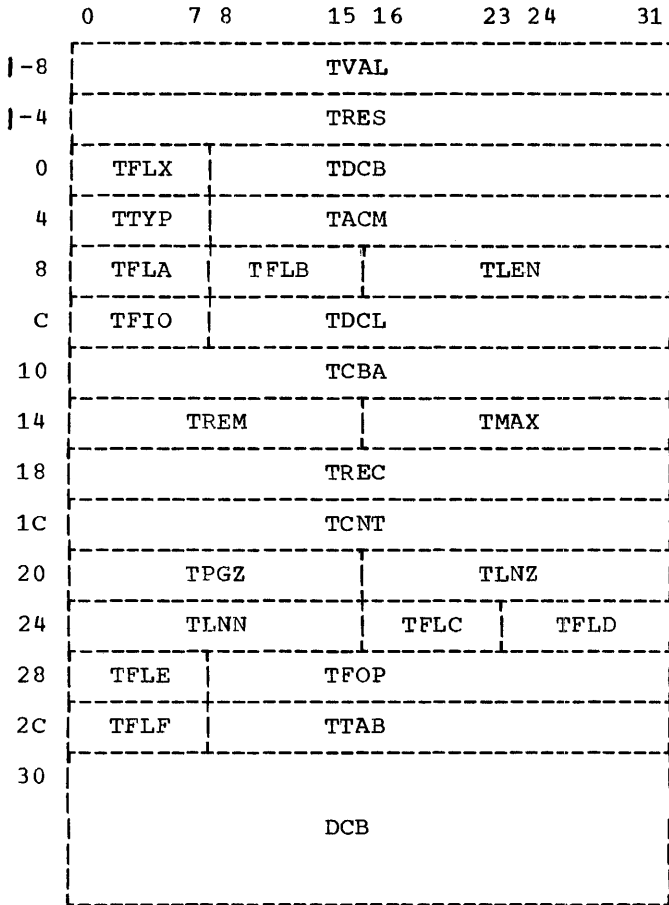 0 7 8 15 16 23 24 31
|-8 TVAL
|-4 TRES
0 TFLX TDCB
4 TTYP TACM
8 TFLA TFLB TLEN
C TFIO TDCL
10 TCBA
14 TREM TMAX
18 TREC
1C TCNT
20 TPGZ TLNZ
24 TLNN TFLC TFLD
28 TFLE TFOP
2C TFLF TTAB
30
DCB